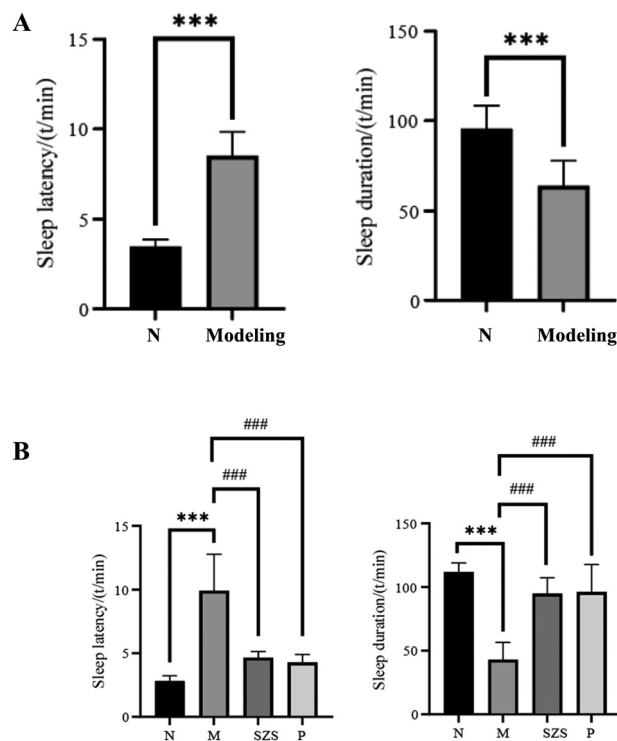 A
***
Sleep latency/(t/min)
15
10
5
0
N
Modeling
***
Sleep duration/(t/min)
150
100
50
0
N
Modeling
B
###
###
***
Sleep latency/(t/min)
15
10
5
0
N
M
SZS
P
###
###
***
Sleep duration/(t/min)
150
100
50
0
N
M
SZS
P